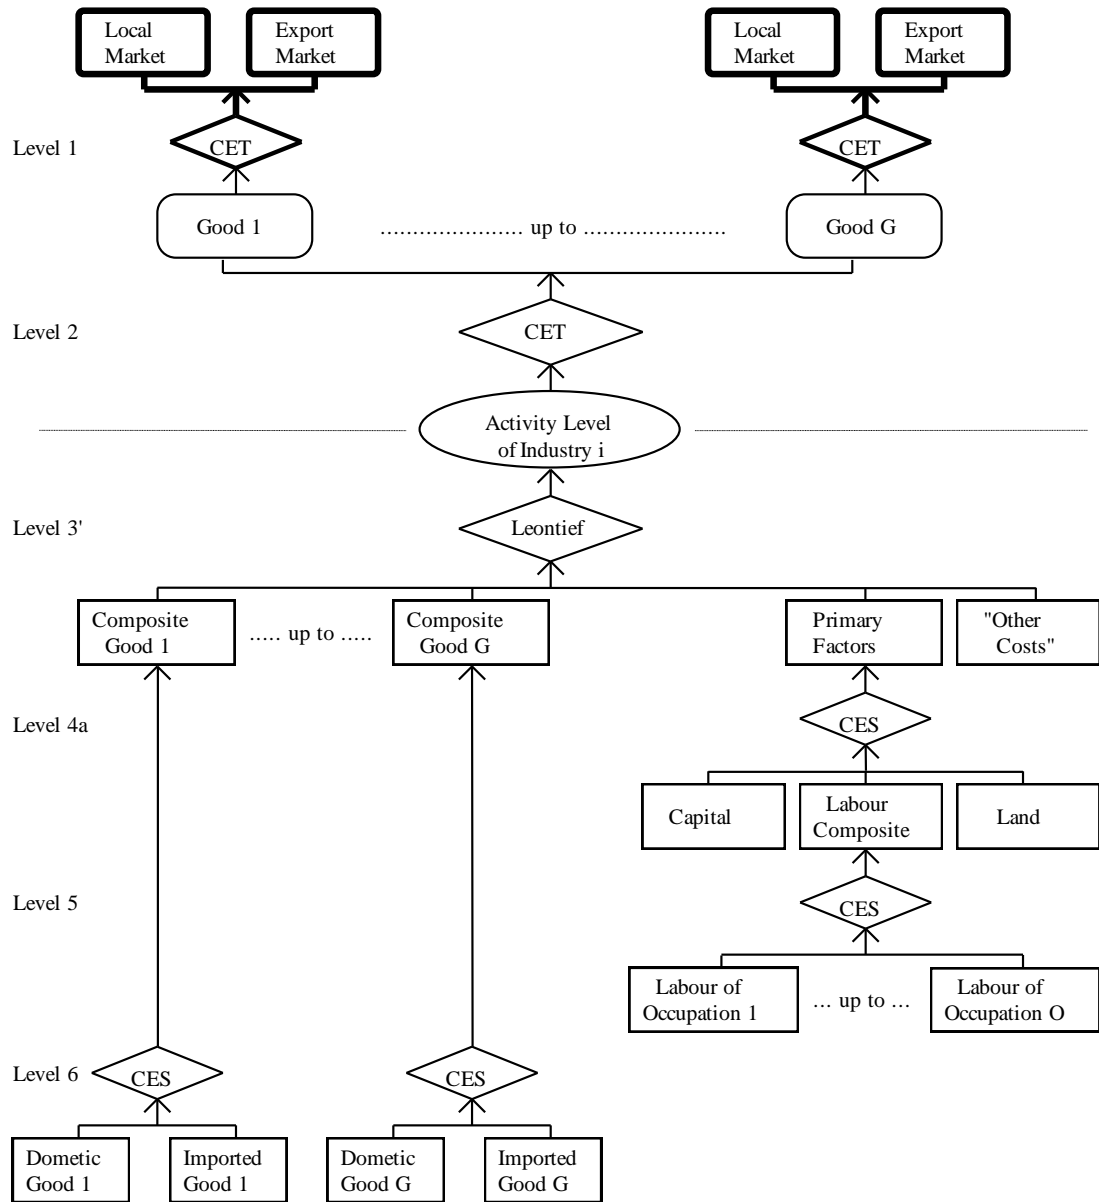 Local
Market
Export
Market
Local
Market
Export
Market
Level 1
CET
CET
Good 1
...................... up to ......................
Good G
Level 2
CET
Activity Level
of Industry i
Level 3'
Leontief
Composite
Good 1
..... up to .....
Composite
Good G
Primary
Factors
"Other
Costs"
Level 4a
CES
Capital
Labour
Composite
Land
Level 5
CES
Labour of
Occupation 1
... up to ...
Labour of
Occupation O
Level 6
CES
CES
Dometic
Good 1
Imported
Good 1
Dometic
Good G
Imported
Good G